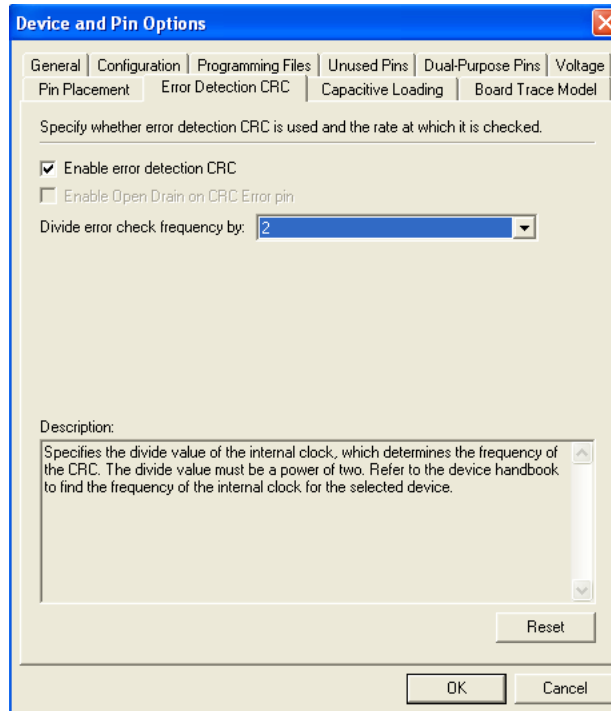 Device and Pin Options
General Configuration Programming Files Unused Pins Dual-Purpose Pins Voltage
Pin Placement Error Detection CRC Capacitive Loading Board Trace Model
Specify whether error detection CRC is used and the rate at which it is checked.
Enable error detection CRC
Enable Open Drain on CRC Error pin
Divide error check frequency by: 2
Description:
Specifies the divide value of the internal clock, which determines the frequency of
the CRC. The divide value must be a power of two. Refer to the device handbook
to find the frequency of the internal clock for the selected device.
Reset
OK Cancel